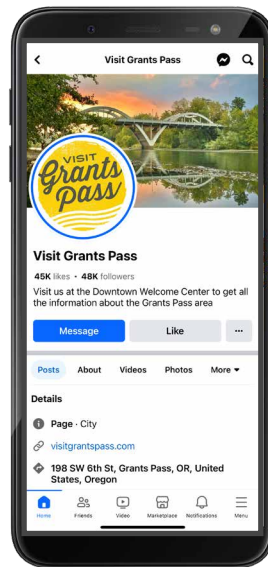 Visit Grants Pass
VISIT
Grants
Pass
Visit Grants Pass
45K likes · 48K followers
Visit us at the Downtown Welcome Center to get all
the information about the Grants Pass area
Message
Like
Posts
About
Videos
Photos
More
Details
Page · City
visitgrantspass.com
198 SW 6th St, Grants Pass, OR, United
States, Oregon
Home
Friends
Video
Marketplace
Notifications
Menu